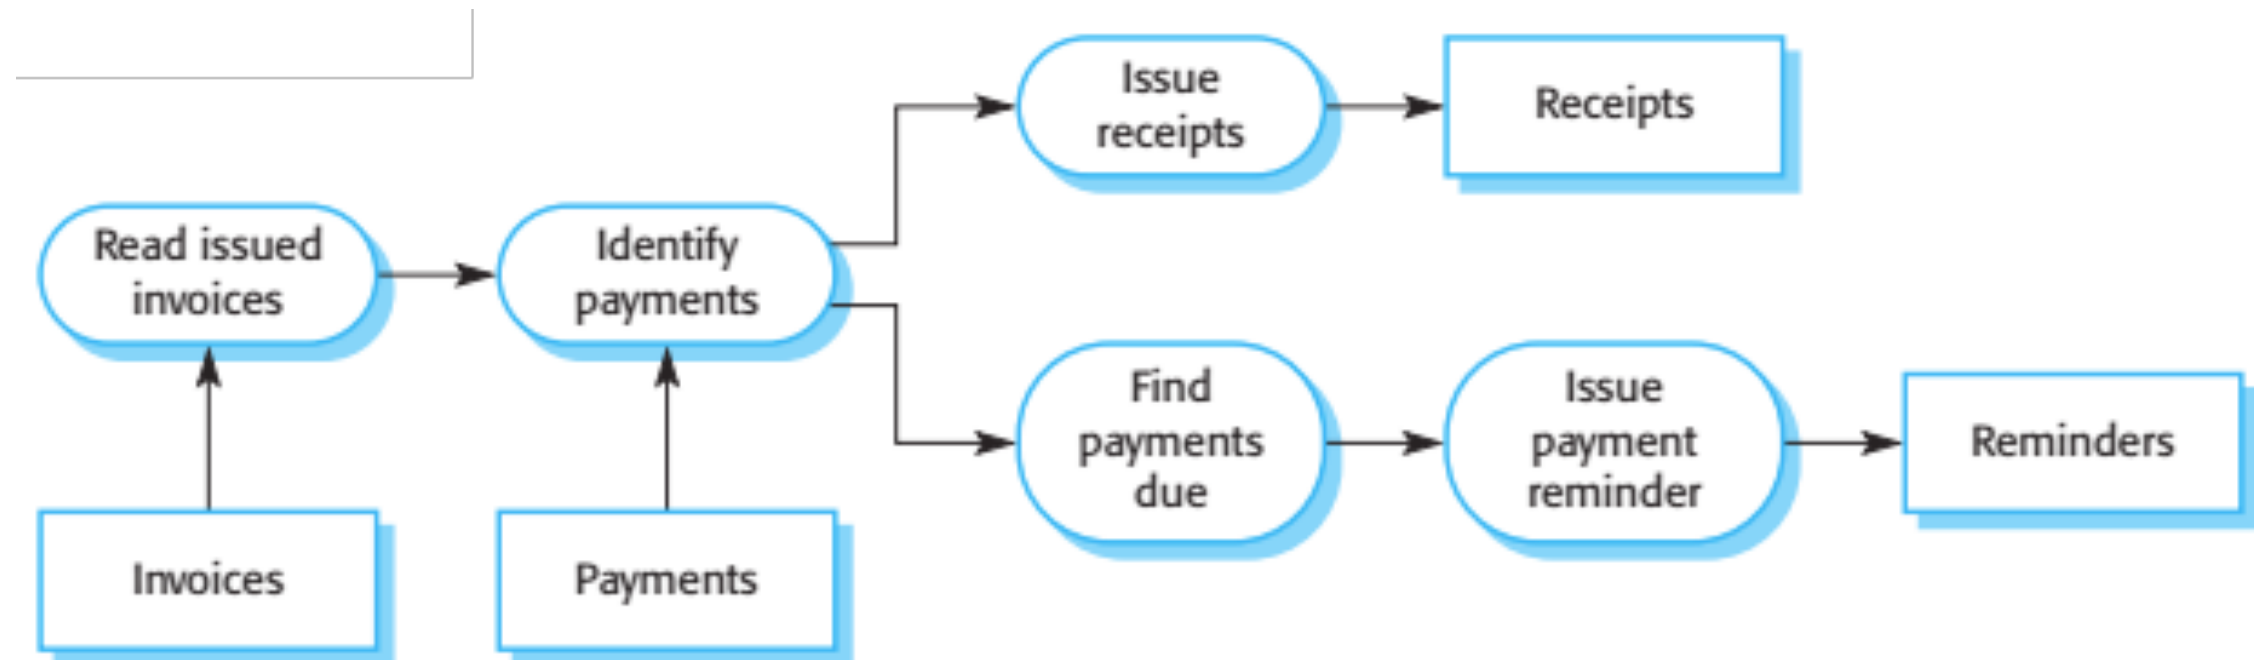 Issue
receipts
Receipts
Read issued
invoices
Identify
payments
Find
payments
due
Issue
payment
reminder
Reminders
Invoices
Payments